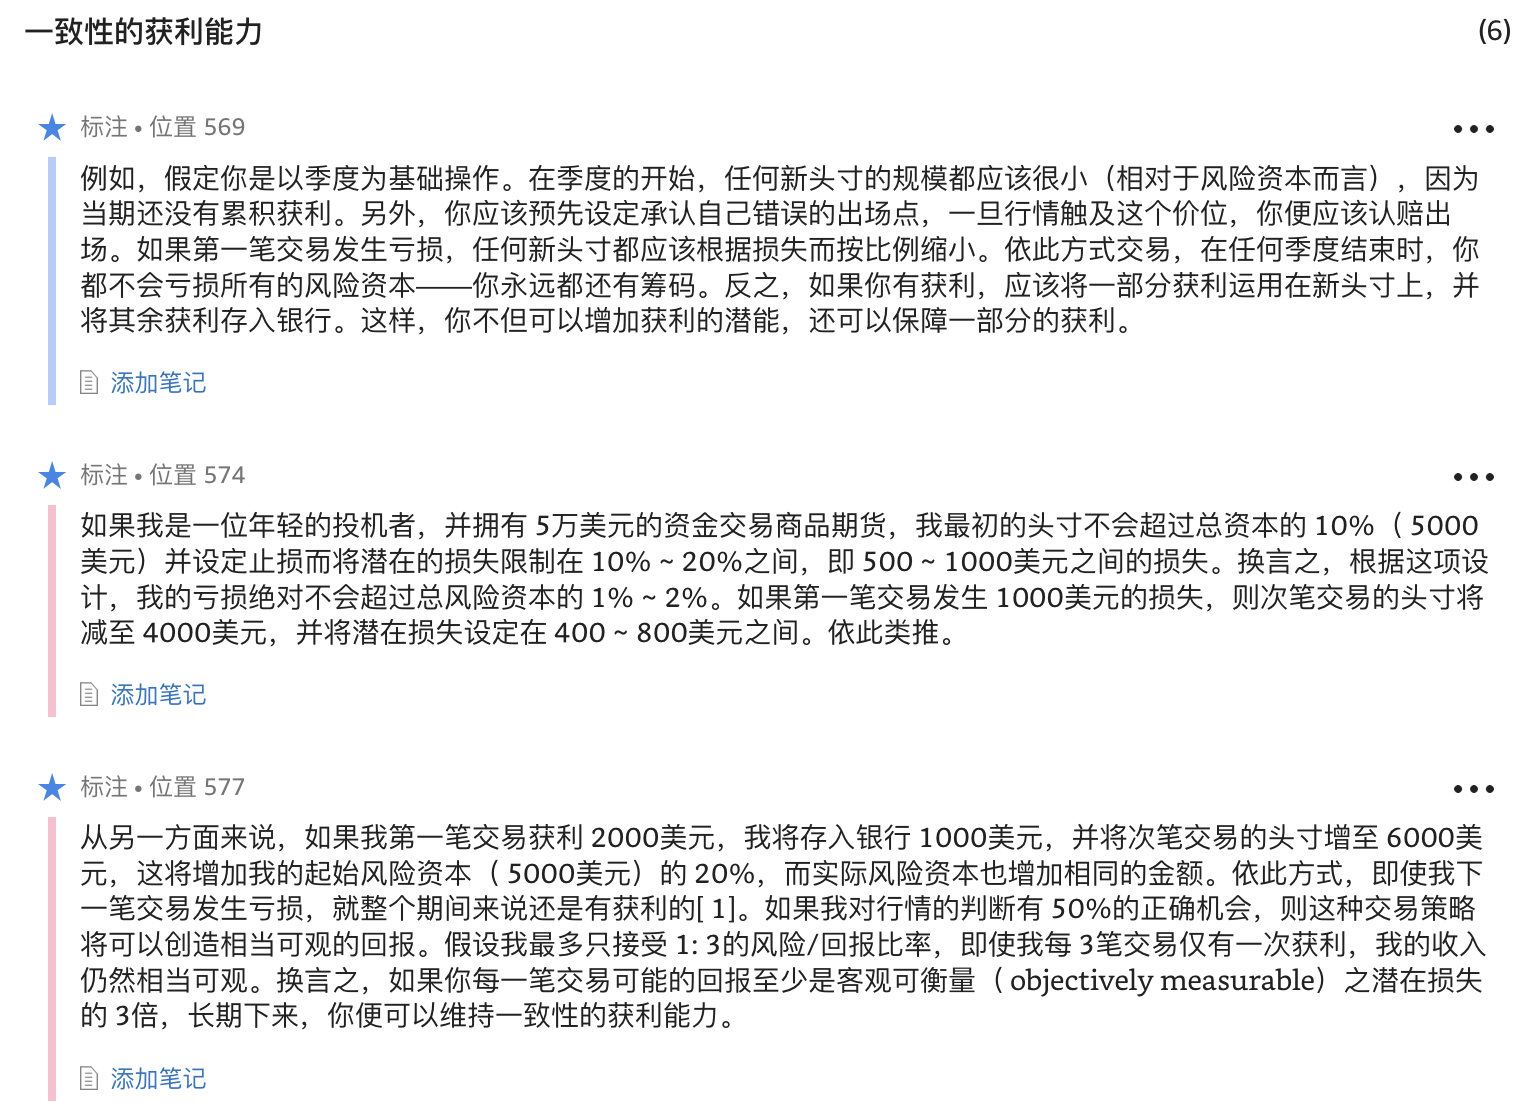 一致性的获利能力 (6)
标注 • 位置 569
例如，假定你是以季度为基础操作。在季度的开始，任何新头寸的规模都应该很小（相对于风险资本而言），因为
当期还没有累积获利。另外，你应该预先设定承认自己错误的出场点，一旦行情触及这个价位，你便应该认赔出
场。如果第一笔交易发生亏损，任何新头寸都应该根据损失而按比例缩小。依此方式交易，在任何季度结束时，你
都不会亏损所有的风险资本——你永远都还有筹码。反之，如果你有获利，应该将一部分获利运用在新头寸上，并
将其余获利存入银行。这样，你不但可以增加获利的潜能，还可以保障一部分的获利。
添加笔记
标注 • 位置 574
如果我是一位年轻的投机者，并拥有 5万美元的资金交易商品期货，我最初的头寸不会超过总资本的 10%（ 5000
美元）并设定止损而将潜在的损失限制在 10% ~ 20%之间，即 500 ~ 1000美元之间的损失。换言之，根据这项设
计，我的亏损绝对不会超过总风险资本的 1% ~ 2%。如果第一笔交易发生 1000美元的损失，则次笔交易的头寸将
减至 4000美元，并将潜在损失设定在 400 ~ 800美元之间。依此类推。
添加笔记
标注 • 位置 577
从另一方面来说，如果我第一笔交易获利 2000美元，我将存入银行 1000美元，并将次笔交易的头寸增至 6000美
元，这将增加我的起始风险资本（ 5000美元）的 20%，而实际风险资本也增加相同的金额。依此方式，即使我下
一笔交易发生亏损，就整个期间来说还是有获利的[ 1]。如果我对行情的判断有 50%的正确机会，则这种交易策略
将可以创造相当可观的回报。假设我最多只接受 1: 3的风险/回报比率，即使我每 3笔交易仅有一次获利，我的收入
仍然相当可观。换言之，如果你每一笔交易可能的回报至少是客观可衡量（ objectively measurable）之潜在损失
的 3倍，长期下来，你便可以维持一致性的获利能力。
添加笔记